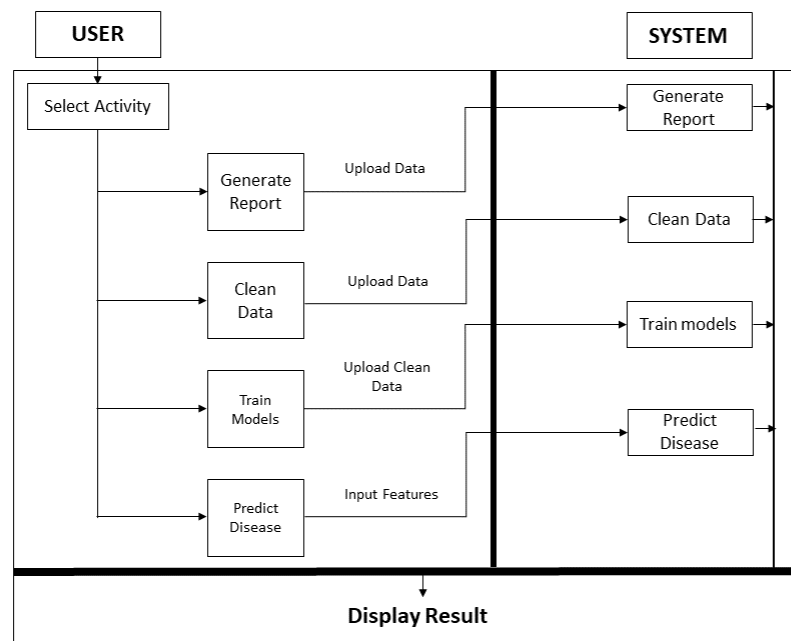 USER
SYSTEM
Select Activity
Generate
Report
Upload Data
Generate
Report
Clean
Data
Upload Data
Clean Data
Train
Models
Upload Clean
Data
Train models
Predict
Disease
Input Features
Predict
Disease
Display Result